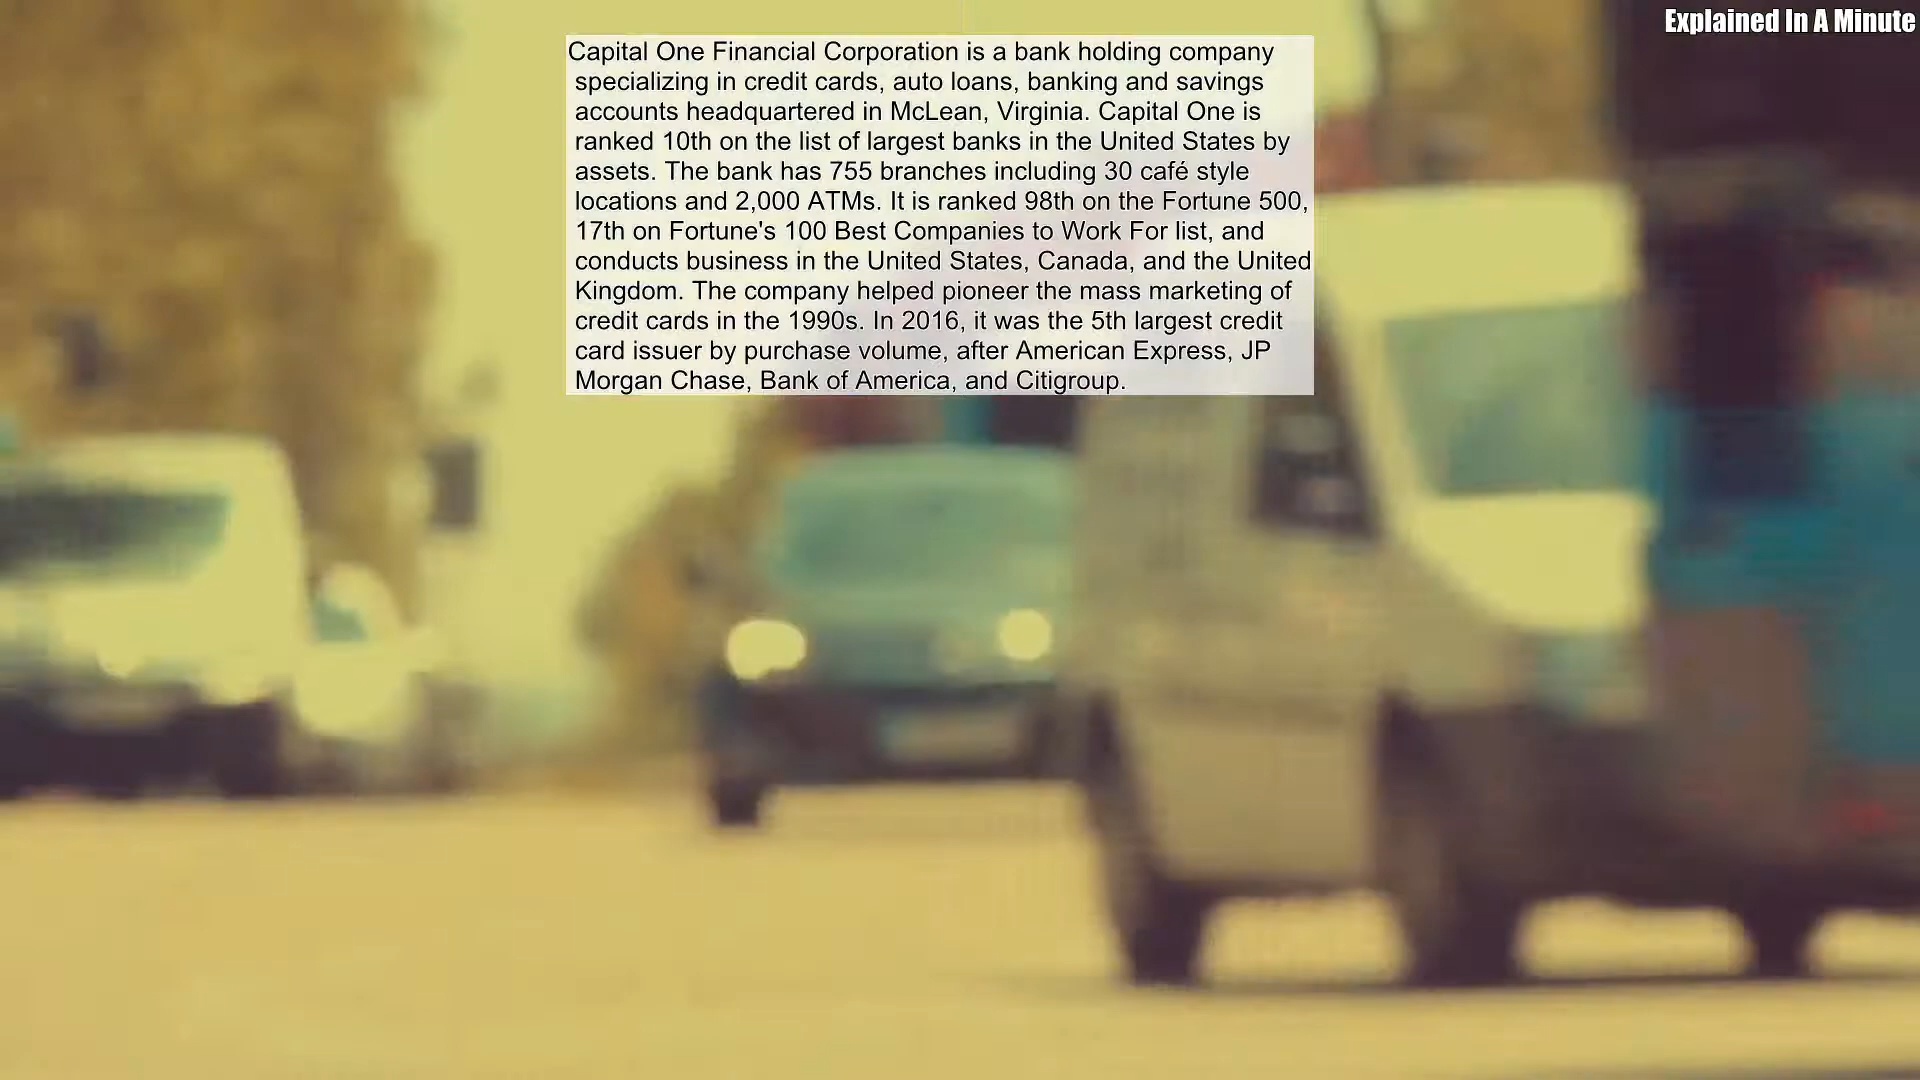 Explained In A Minute
Capital One Financial Corporation is a bank holding company
specializing in credit cards, auto loans, banking and savings
accounts headquartered in McLean, Virginia. Capital One is
ranked 10th on the list of largest banks in the United States by
assets. The bank has 755 branches including 30 café style
locations and 2,000 ATMs. It is ranked 98th on the Fortune 500,
17th on Fortune's 100 Best Companies to Work For list, and
conducts business in the United States, Canada, and the United
Kingdom. The company helped pioneer the mass marketing of
credit cards in the 1990s. In 2016, it was the 5th largest credit
card issuer by purchase volume, after American Express, JP
Morgan Chase, Bank of America, and Citigroup.